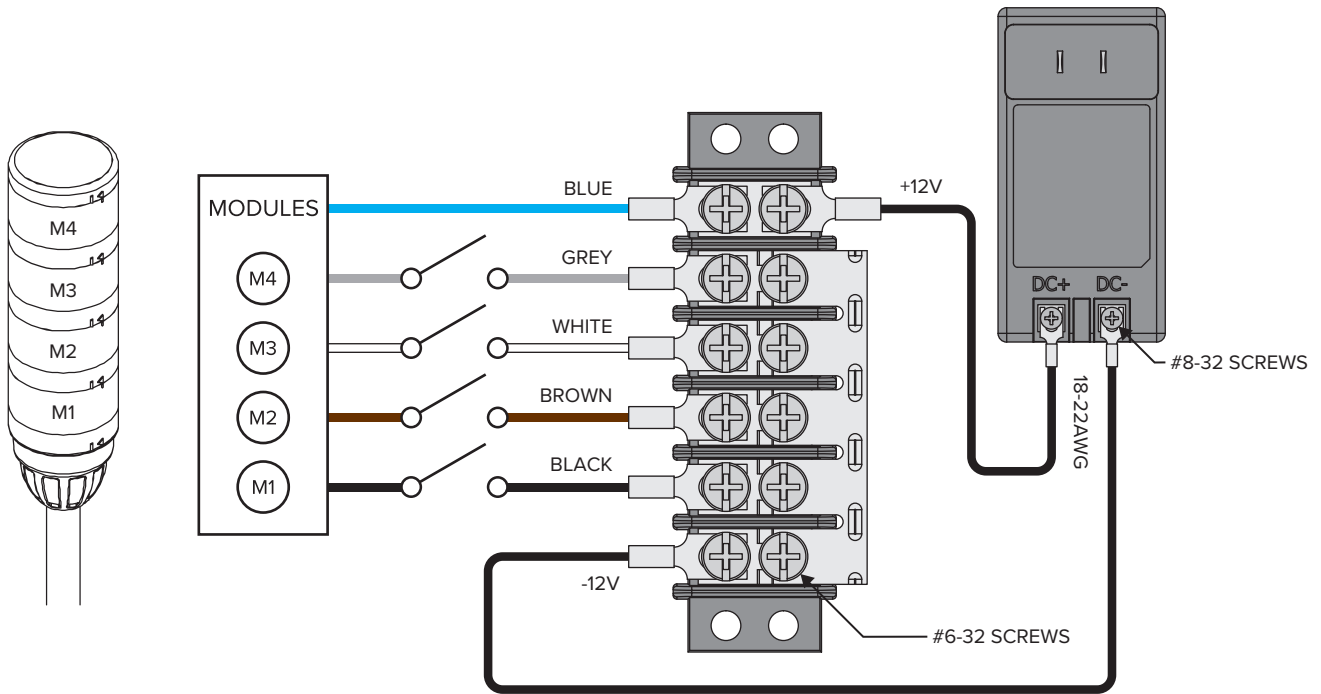 M4
M3
M2
M1
MODULES
M4
M3
M2
M1
BLUE
GREY
WHITE
BROWN
BLACK
-12V
+12V
DC+ DC-
18-22AWG
#8-32 SCREWS
#6-32 SCREWS